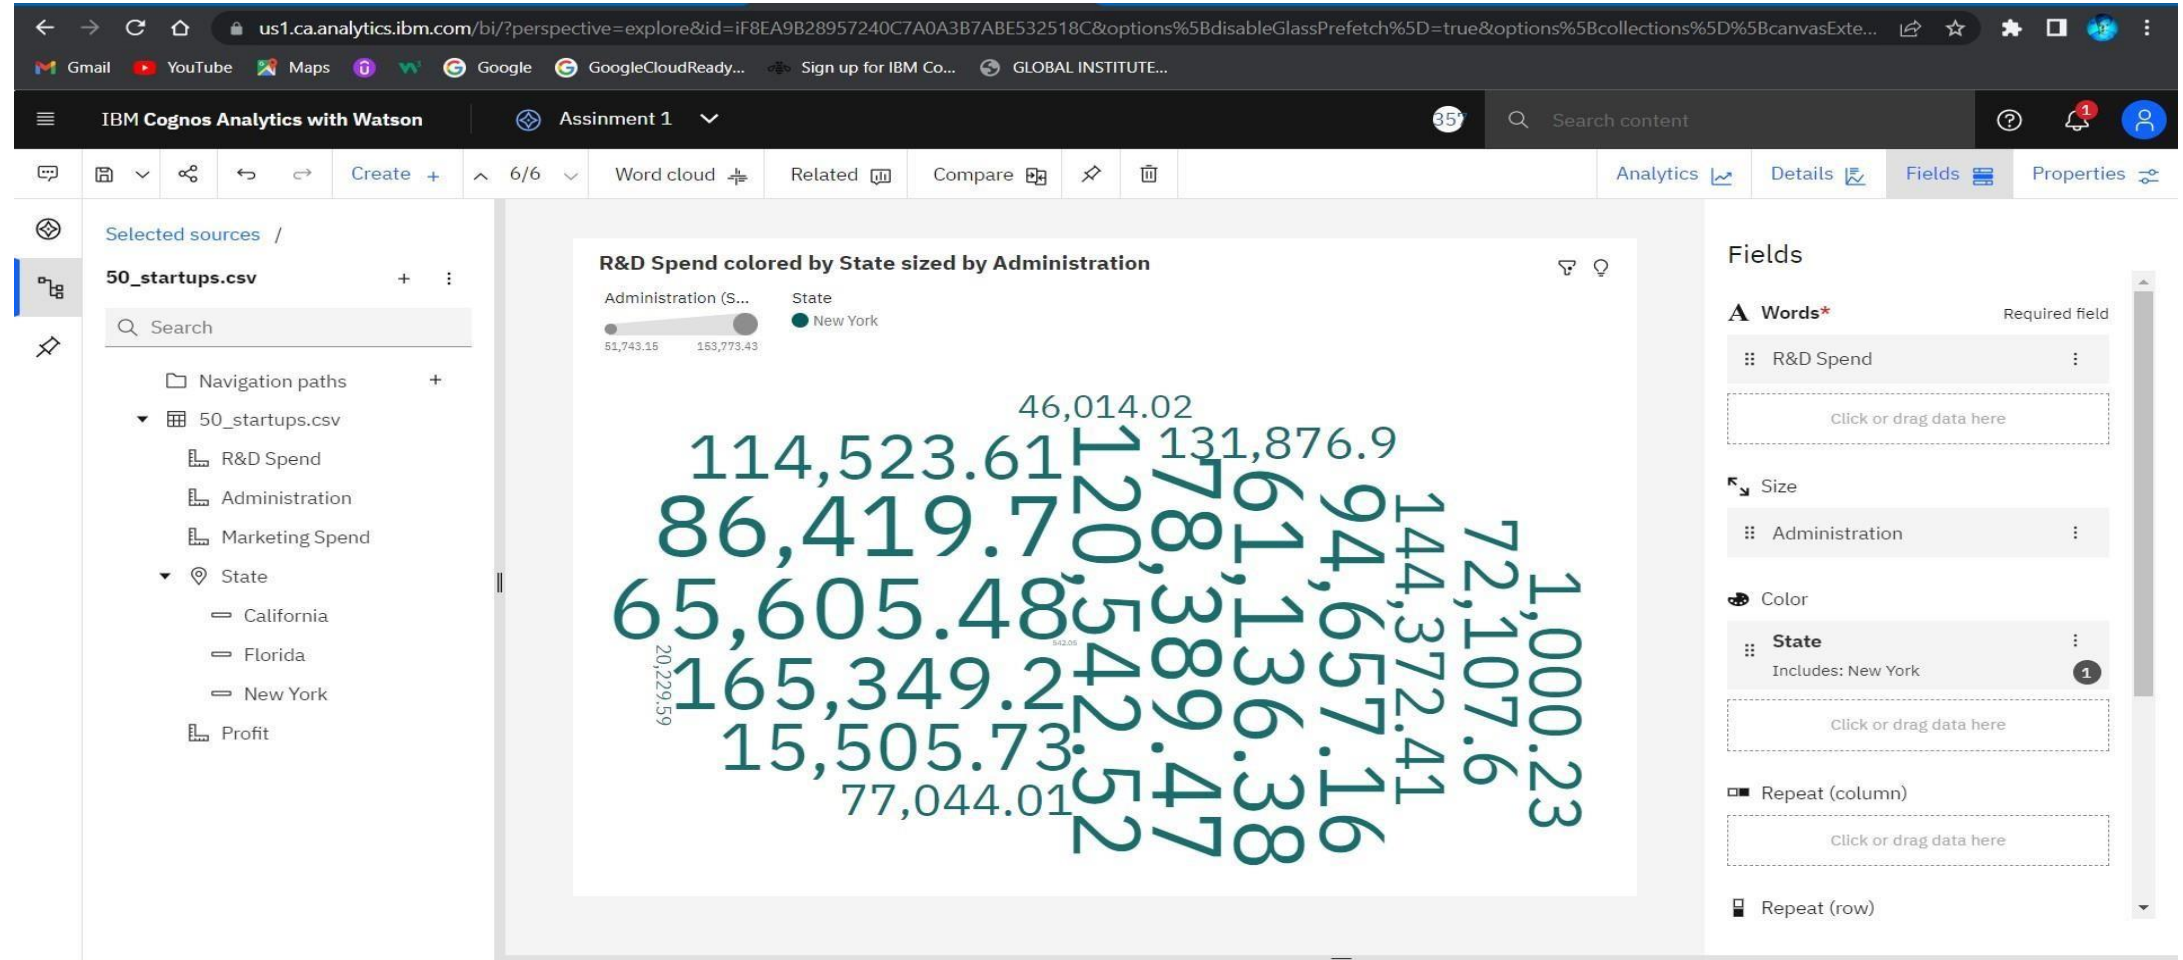 us1.ca.analytics.ibm.com/bi/?perspective=explore&id=iF8EA9B28957240C7A0A3B7ABE532518C&options%5BdisableGlassPrefetch%5D=true&options%5Bcollections%5D%5BcanvasExte...
Gmail YouTube Maps Google GoogleCloudReady... Sign up for IBM Co... GLOBAL INSTITUTE...
IBM Cognos Analytics with Watson Assinment 1 357 Search content 1
Create + 6/6 Word cloud Related Compare Analytics Details Fields Properties
Selected sources /
50_startups.csv
Search
Navigation paths
50_startups.csv
R&D Spend
Administration
Marketing Spend
State
California
Florida
New York
Profit
R&D Spend colored by State sized by Administration
Administration (S...
51,743.15 153,773.43
State
New York
46,014.02
114,523.61
131,876.9
86,419.7
65,605.48
542.05
20,229.59
165,349.2
15,505.73
77,044.01
120,542.52
78,389.47
61,136.38
94,657.16
144,372.41
72,107.6
1,000.23
Fields
Words* Required field
R&D Spend
Click or drag data here
Size
Administration
Color
State
Includes: New York 1
Click or drag data here
Repeat (column)
Click or drag data here
Repeat (row)